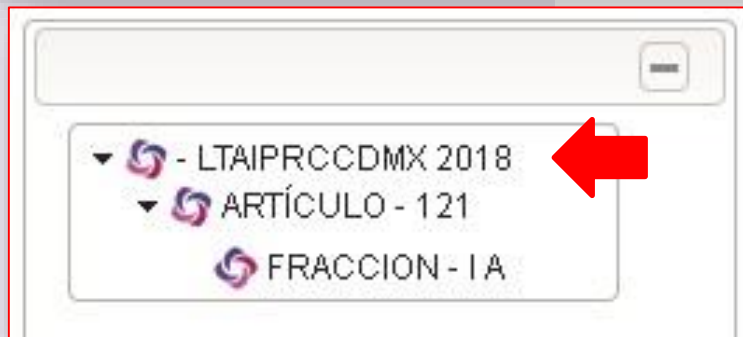 - LTAIPRCCDMX 2018
ARTÍCULO - 121
FRACCION - I A